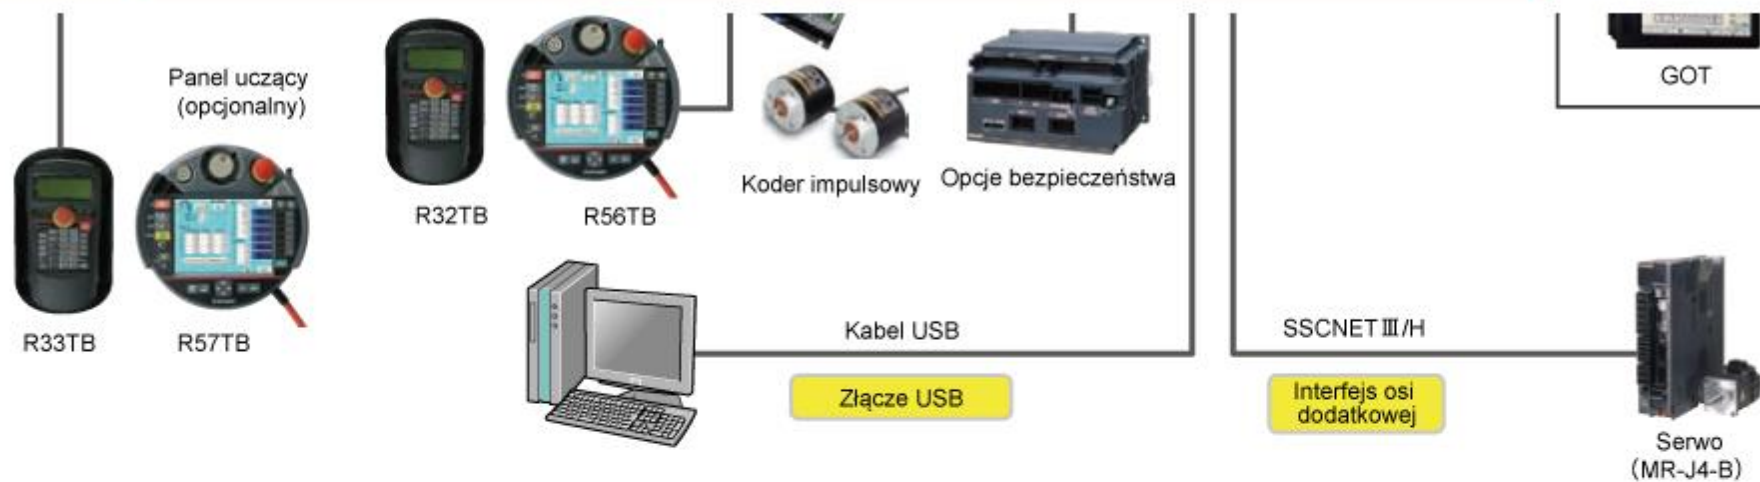 Panel uczący
(opcjonalny)
GOT
Koder impulsowy
Opcje bezpieczeństwa
R32TB
R56TB
R33TB
R57TB
Kabel USB
SSCNETⅢ/H
Złącze USB
Interfejs osi
dodatkowej
Serwo
(MR-J4-B)